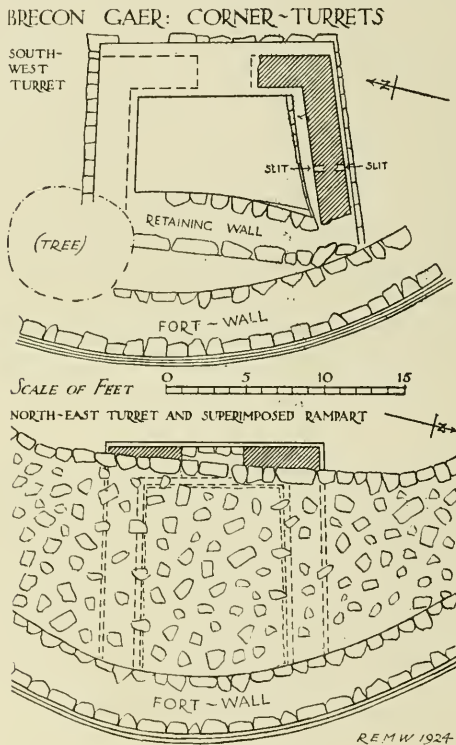 BRECON GAER: CORNER-TURRETS
SOUTH-
WEST
TURRET
N
SLIT
SLIT
RETAINING WALL
(TREE)
FORT-WALL
SCALE OF FEET 0 5 10 15
NORTH-EAST TURRET AND SUPERIMPOSED RAMPART
N
FORT-WALL
R.E.M.W. 1924